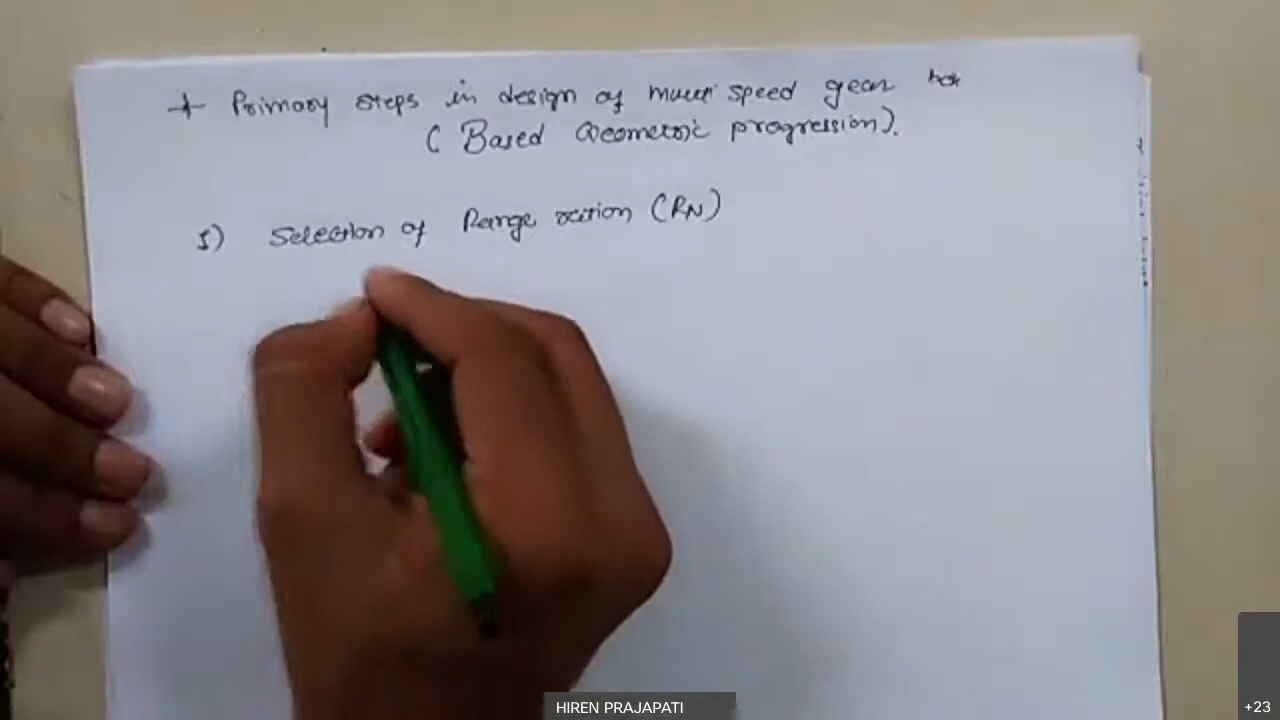 * Primary steps in design of multi speed gear box
( Based Geometric progression).
1) Selection of Range ration (RN)
HIREN PRAJAPATI
+23